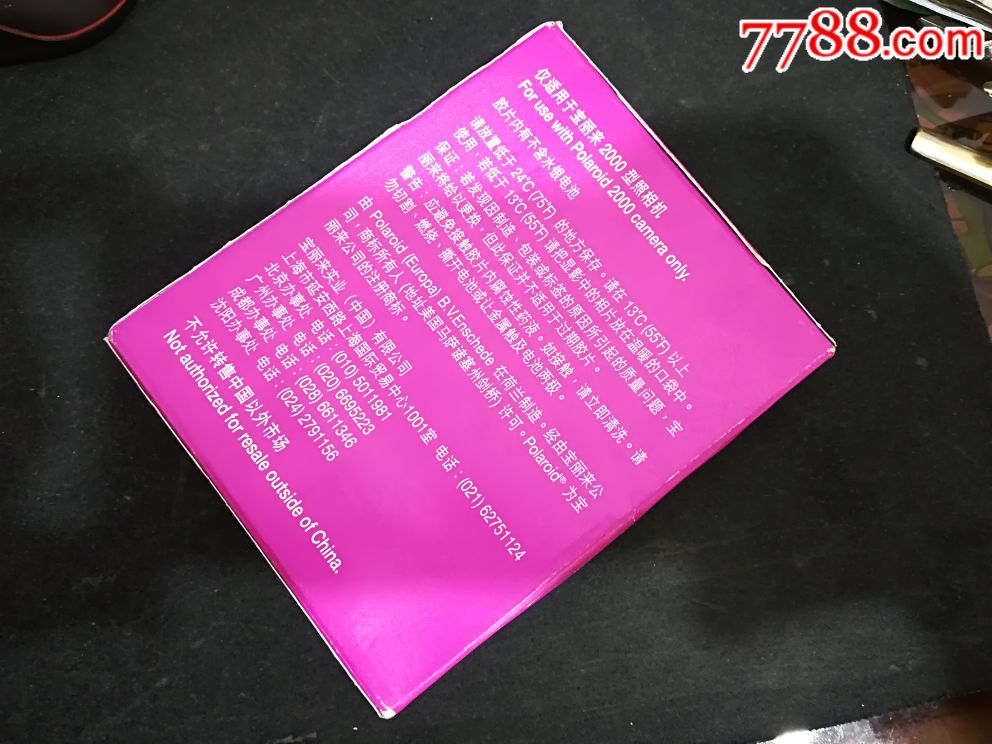 7788.com
仅适用于宝丽来 2000 型照相机
For use with Polaroid 2000 camera only.
胶片内有不含水银电池
请放置低于 24℃ (75℉) 的地方保存。请在 13℃ (55℉) 以上
使用，若低于 13℃ (55℉) 请把显影中的相片放在温暖的口袋中。
保证：若发现因制造、包装或标签的原因所引起的质量问题，宝
丽来将给以更换，但此保证并不适用于过期胶片。
警告：应避免接触胶片内腐蚀性药液。如接触，请立即清洗。请
勿切割、燃烧、撕开电池或让金属触及电池两极。
由 Polaroid (Europa) B.V.Enschede 在荷兰制造。经由宝丽来公
司，商标所有人 (地址美国马萨诸塞州剑桥) 许可。Polaroid® 为宝
丽来公司的注册商标。
宝丽来实业（中国）有限公司
上海市延安西路上海国际贸易中心1001室 电话：(021) 62751124
北京办事处 电话：(010) 5011981
广州办事处 电话：(020) 6695223
成都办事处 电话：(028) 6671346
沈阳办事处 电话：(024) 2791156
不允许转售中国以外市场
Not authorized for resale outside of China.